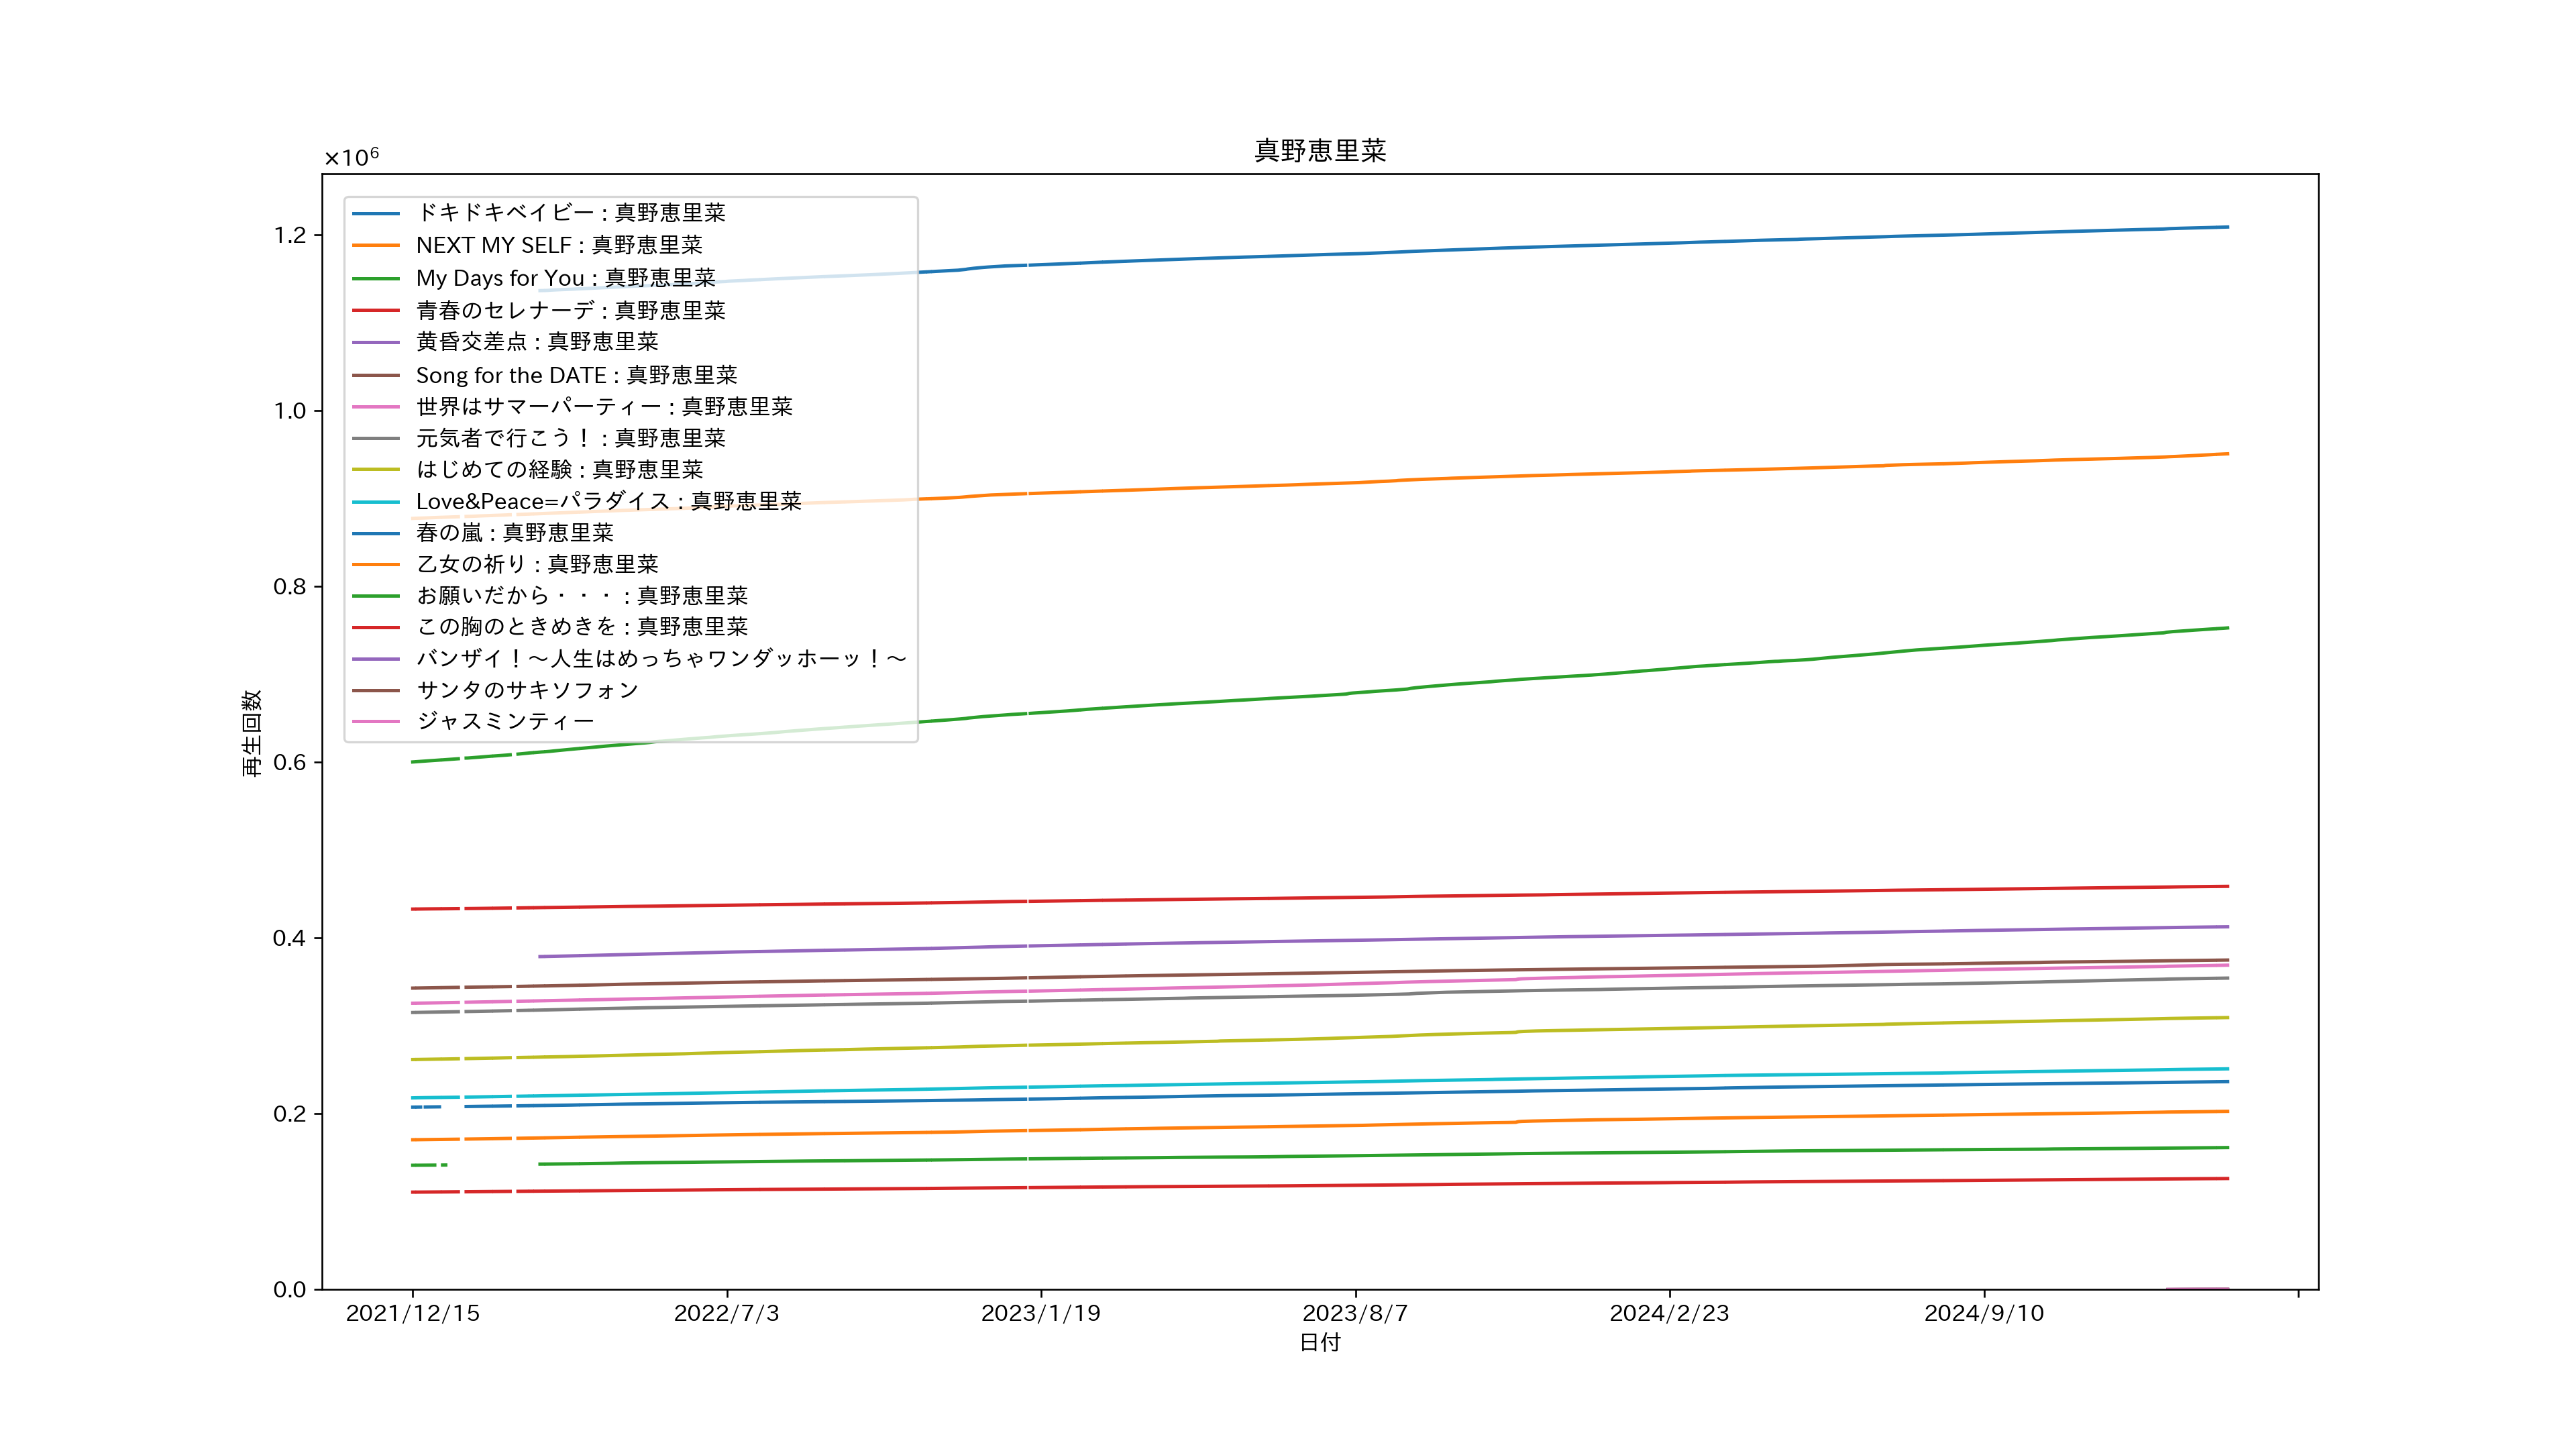 真野恵里菜
×10⁶
1.2
1.0
0.8
0.6
0.4
0.2
0.0
再生回数
ドキドキベイビー : 真野恵里菜
NEXT MY SELF : 真野恵里菜
My Days for You : 真野恵里菜
青春のセレナーデ : 真野恵里菜
黄昏交差点 : 真野恵里菜
Song for the DATE : 真野恵里菜
世界はサマーパーティー : 真野恵里菜
元気者で行こう！ : 真野恵里菜
はじめての経験 : 真野恵里菜
Love&Peace=パラダイス : 真野恵里菜
春の嵐 : 真野恵里菜
乙女の祈り : 真野恵里菜
お願いだから・・・ : 真野恵里菜
この胸のときめきを : 真野恵里菜
バンザイ！～人生はめっちゃワンダッホーッ！～
サンタのサキソフォン
ジャスミンティー
2021/12/15
2022/7/3
2023/1/19
2023/8/7
2024/2/23
2024/9/10
日付